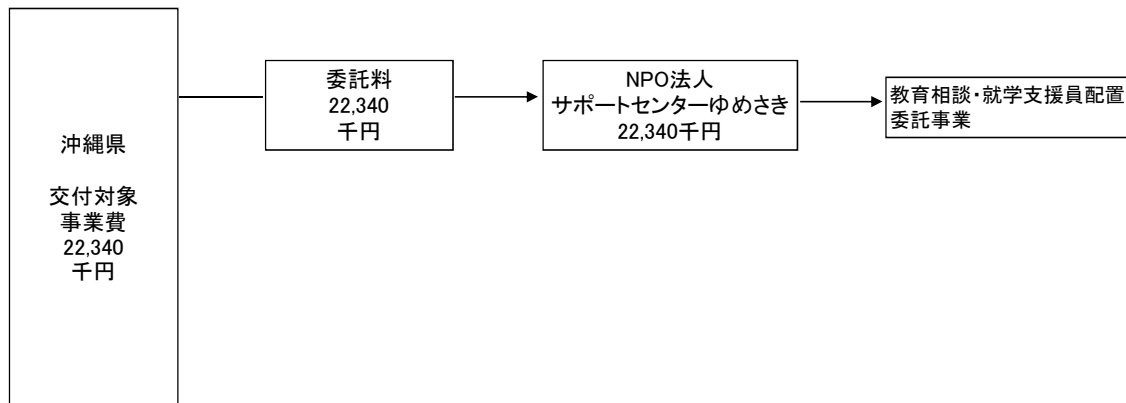 沖縄県
交付対象
事業費
22,340
千円
委託料
22,340
千円
NPO法人
サポートセンターゆめさき
22,340千円
教育相談・就学支援員配置
委託事業